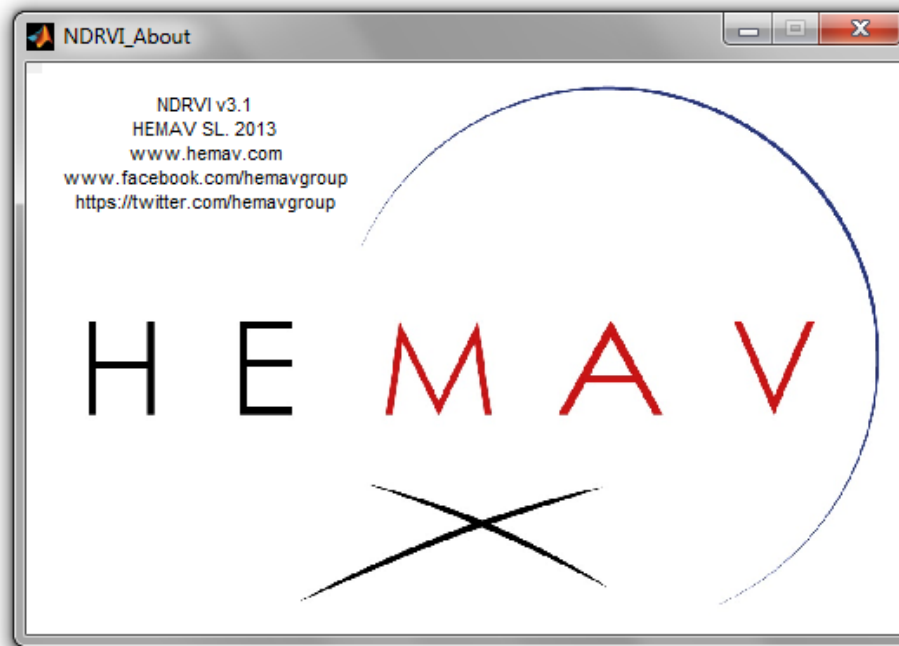 NDRVI_About
NDRVI v3.1
HEMAV SL. 2013
www.hemav.com
www.facebook.com/hemavgroup
https://twitter.com/hemavgroup
HEMAV